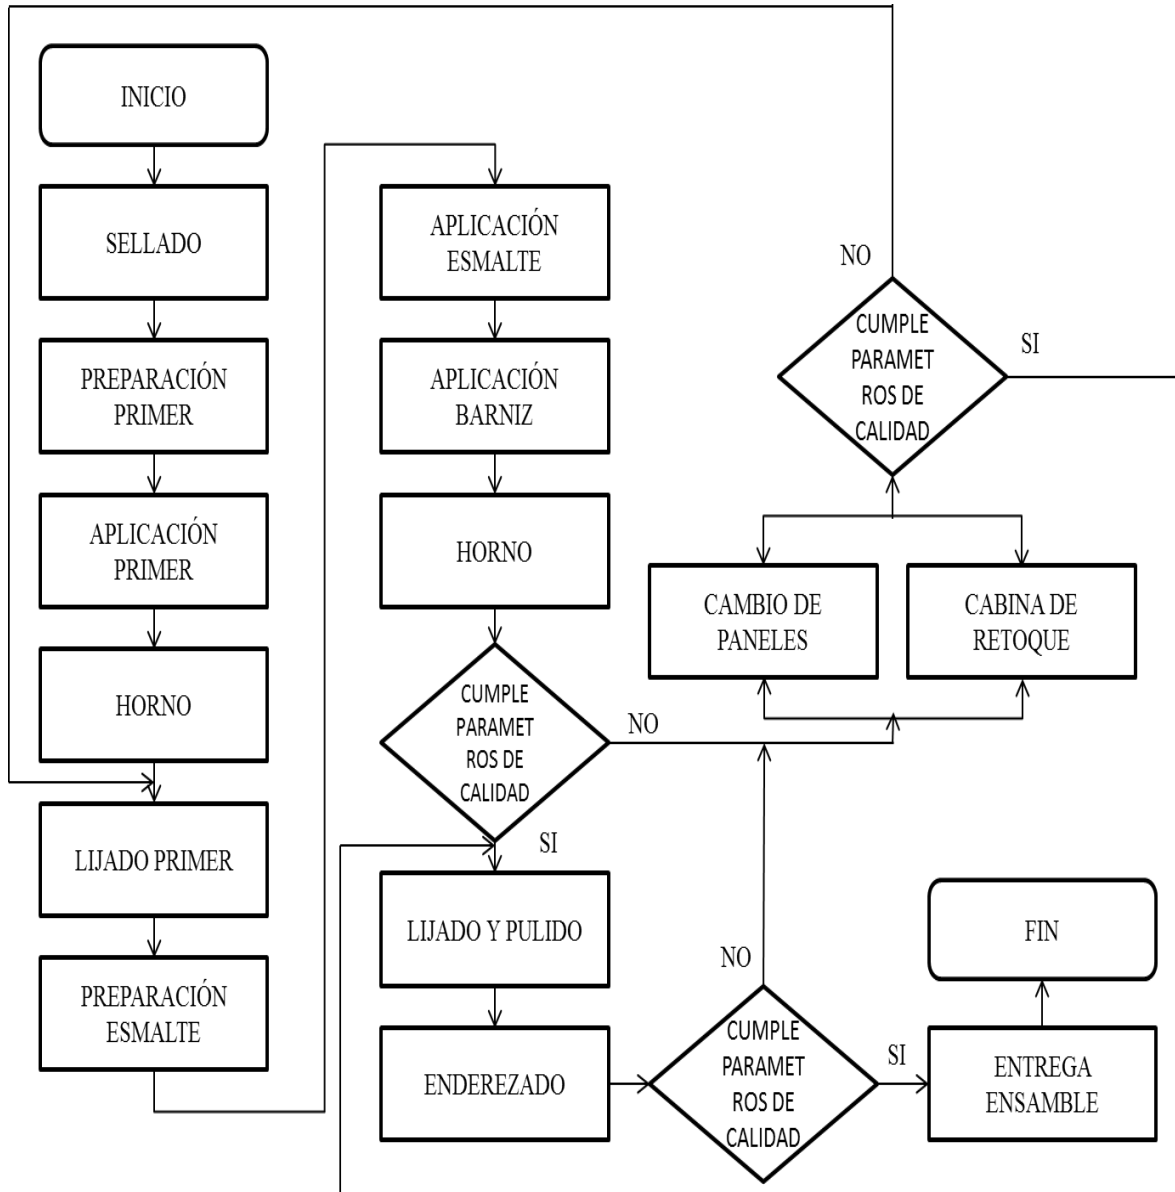 INICIO
SELLADO
PREPARACIÓN
PRIMER
APLICACIÓN
PRIMER
HORNO
LIJADO PRIMER
PREPARACIÓN
ESMALTE
APLICACIÓN
ESMALTE
APLICACIÓN
BARNIZ
HORNO
CUMPLE
PARAMET
ROS DE
CALIDAD
NO
SI
LIJADO Y PULIDO
ENDEREZADO
CUMPLE
PARAMET
ROS DE
CALIDAD
NO
SI
ENTREGA
ENSAMBLE
FIN
CAMBIO DE
PANELES
CABINA DE
RETOQUE
CUMPLE
PARAMET
ROS DE
CALIDAD
NO
SI